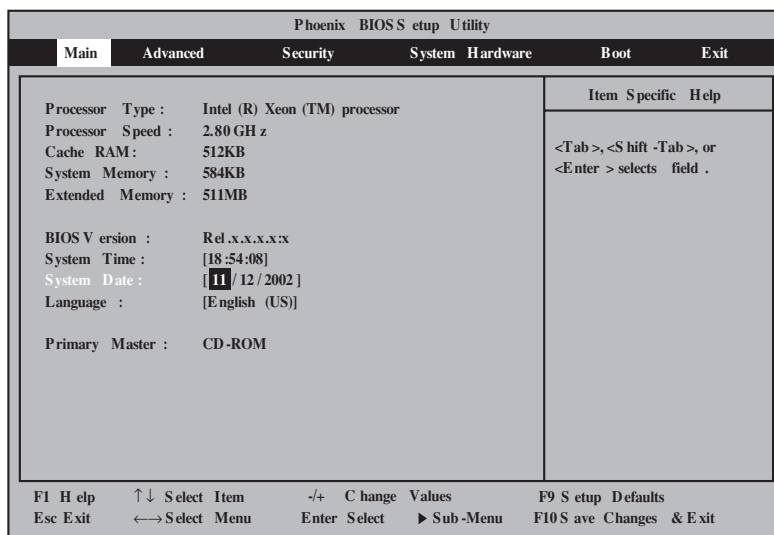 Phoenix BIOS Setup Utility
Main Advanced Security System Hardware Boot Exit
Item Specific Help
Processor Type : Intel (R) Xeon (TM) processor
Processor Speed : 2.80 GHz
Cache RAM : 512KB
System Memory : 584KB
Extended Memory : 511MB
<Tab>, <Shift-Tab>, or
<Enter> selects field.
BIOS Version : Rel.x.x.x.x:x
System Time : [18:54:08]
System Date : [11/12/2002]
Language : [English (US)]
Primary Master : CD-ROM
F1 Help ↑↓ Select Item -/+ Change Values F9 Setup Defaults
Esc Exit ←→ Select Menu Enter Select ▶ Sub-Menu F10 Save Changes & Exit